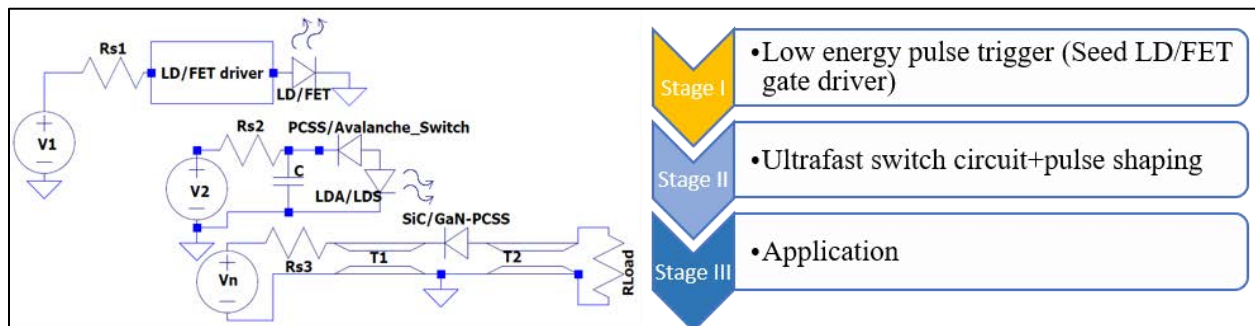 Rs1
LD/FET driver
LD/FET
V1
Rs2
PCSS/Avalanche_Switch
C
V2
LDA/LDS
SiC/GaN-PCSS
Rs3
T1
T2
Vn
RLoad
Stage I
•Low energy pulse trigger (Seed LD/FET
gate driver)
Stage II
•Ultrafast switch circuit+pulse shaping
Stage III
•Application